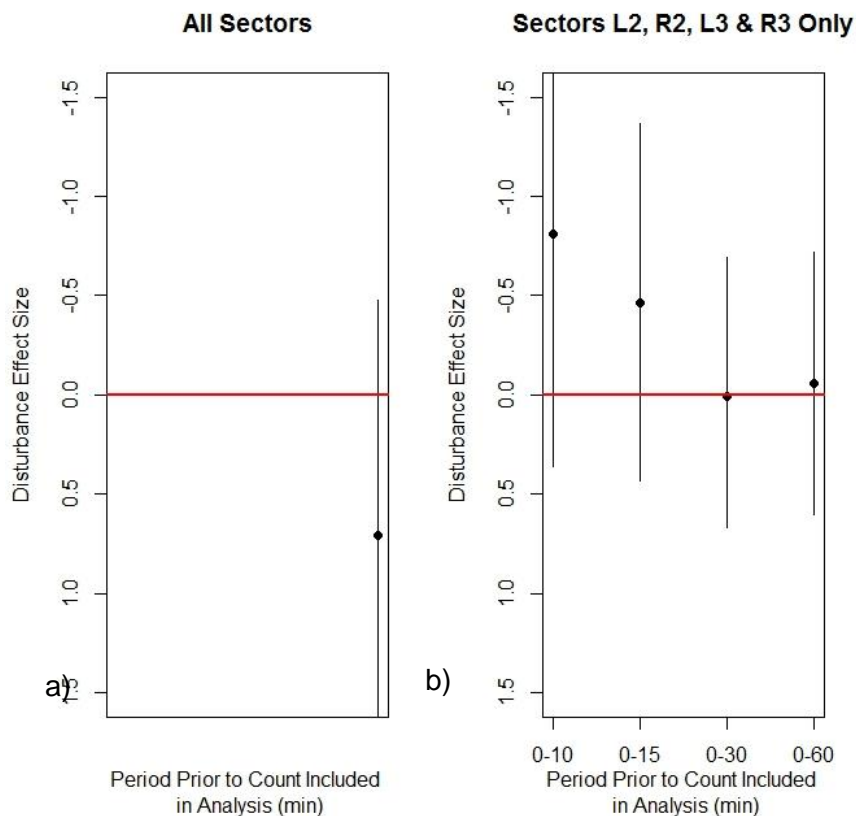 All Sectors
Disturbance Effect Size
-1.5
-1.0
-0.5
0.0
0.5
1.0
1.5
a)
Period Prior to Count Included
in Analysis (min)
Sectors L2, R2, L3 & R3 Only
Disturbance Effect Size
-1.5
-1.0
-0.5
0.0
0.5
1.0
1.5
b)
0-10 0-15 0-30 0-60
Period Prior to Count Included
in Analysis (min)